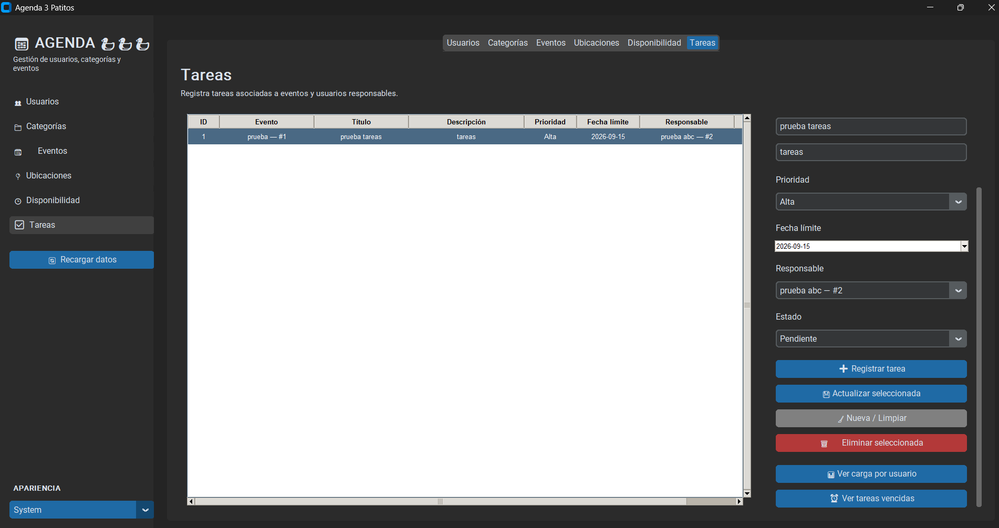 Agenda 3 Patitos
AGENDA
Gestión de usuarios, categorías y
eventos
Usuarios
Categorías
Eventos
Ubicaciones
Disponibilidad
Tareas
Recargar datos
APARIENCIA
System
Usuarios Categorías Eventos Ubicaciones Disponibilidad Tareas
Tareas
Registra tareas asociadas a eventos y usuarios responsables.
ID Evento Título Descripción Prioridad Fecha límite Responsable
1 prueba — #1 prueba tareas tareas Alta 2026-09-15 prueba abc — #2
prueba tareas
tareas
Prioridad
Alta
Fecha límite
2026-09-15
Responsable
prueba abc — #2
Estado
Pendiente
Registrar tarea
Actualizar seleccionada
Nueva / Limpiar
Eliminar seleccionada
Ver carga por usuario
Ver tareas vencidas